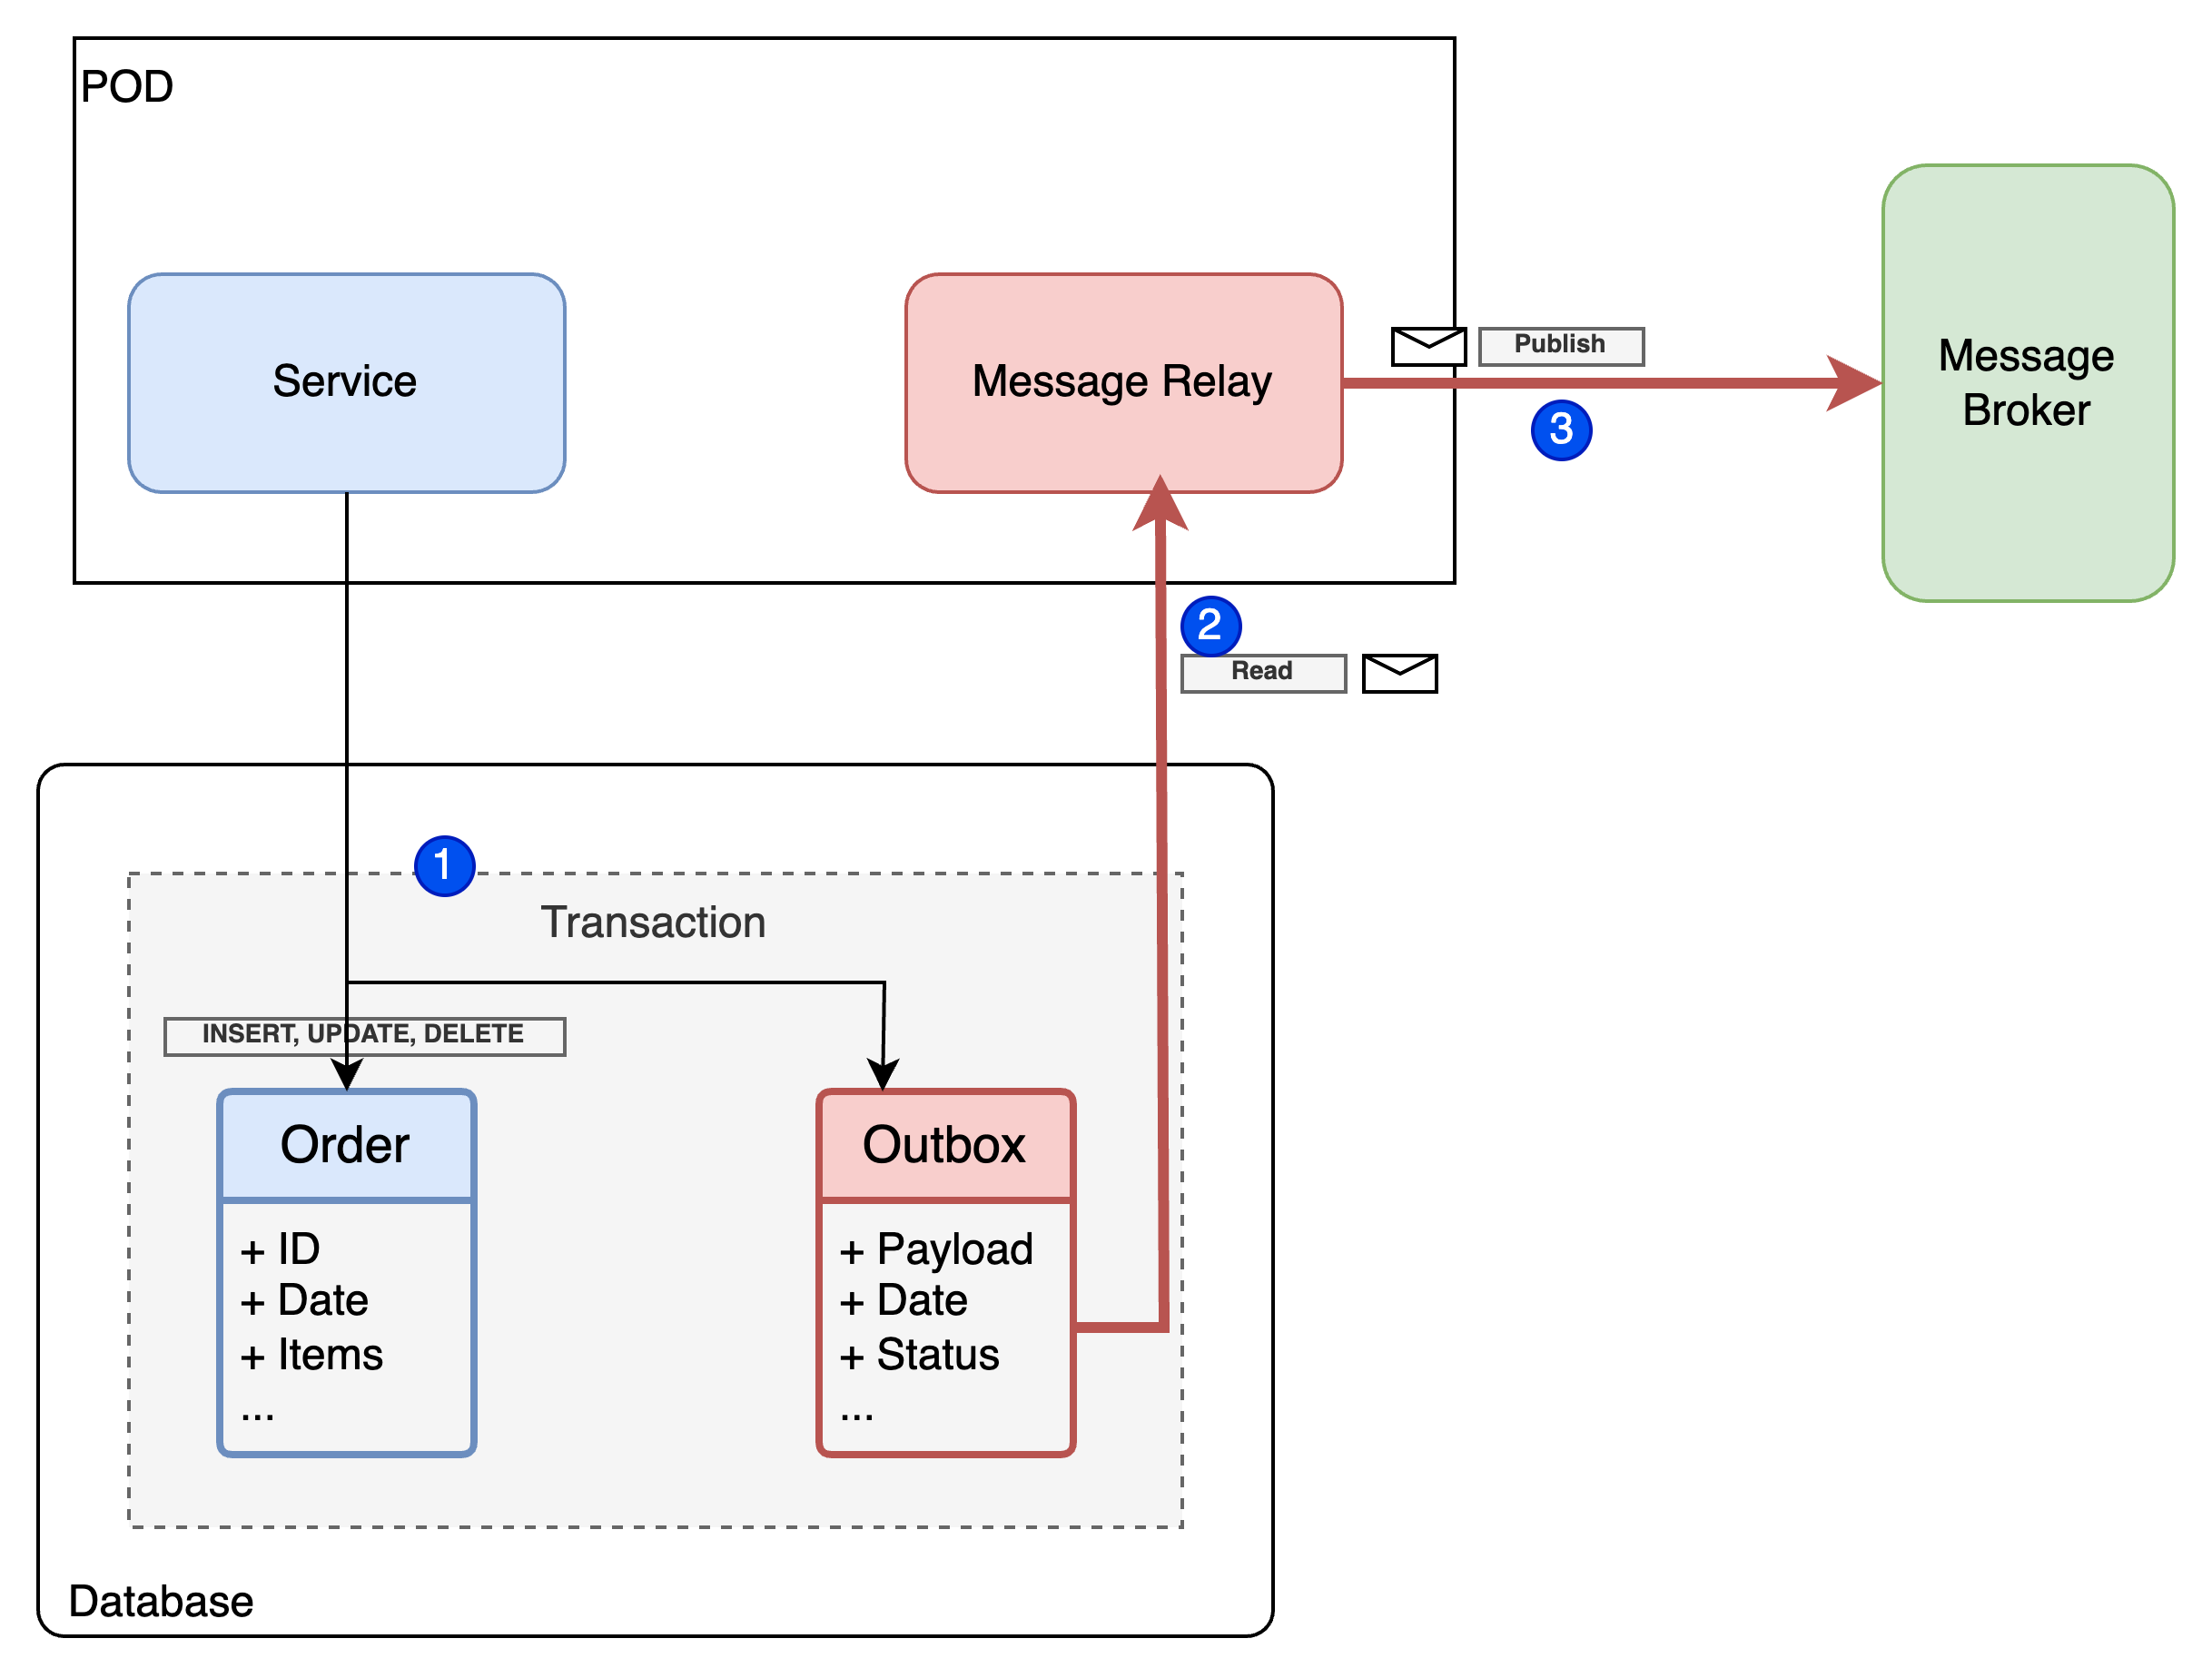 POD
Service
Message Relay
Publish
3
Message
Broker
2
Read
1
Transaction
INSERT, UPDATE, DELETE
Order
+ ID
+ Date
+ Items
...
Outbox
+ Payload
+ Date
+ Status
...
Database